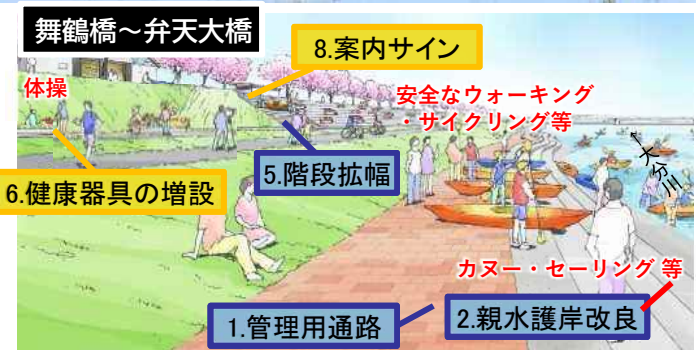 舞鶴橋～弁天大橋
8.案内サイン
体操
安全なウォーキング
・サイクリング等
5.階段拡幅
6.健康器具の増設
←大分川
カヌー・セーリング 等
1.管理用通路
2.親水護岸改良